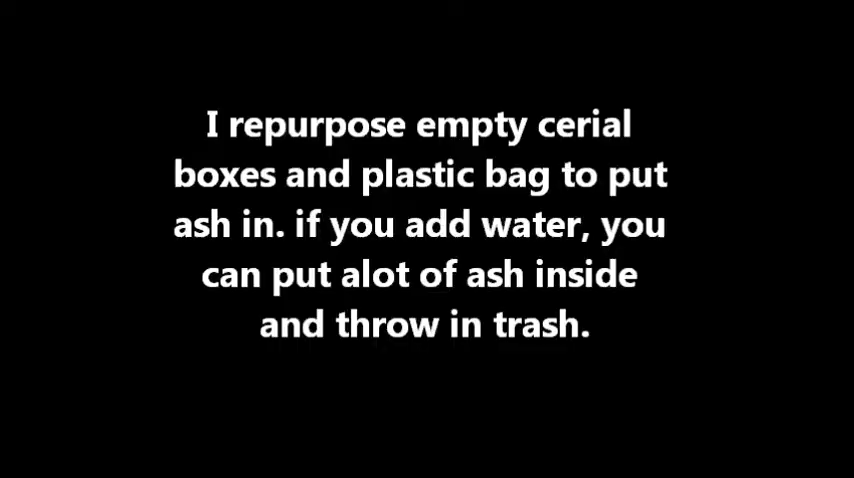 I repurpose empty cerial
boxes and plastic bag to put
ash in. if you add water, you
can put alot of ash inside
and throw in trash.